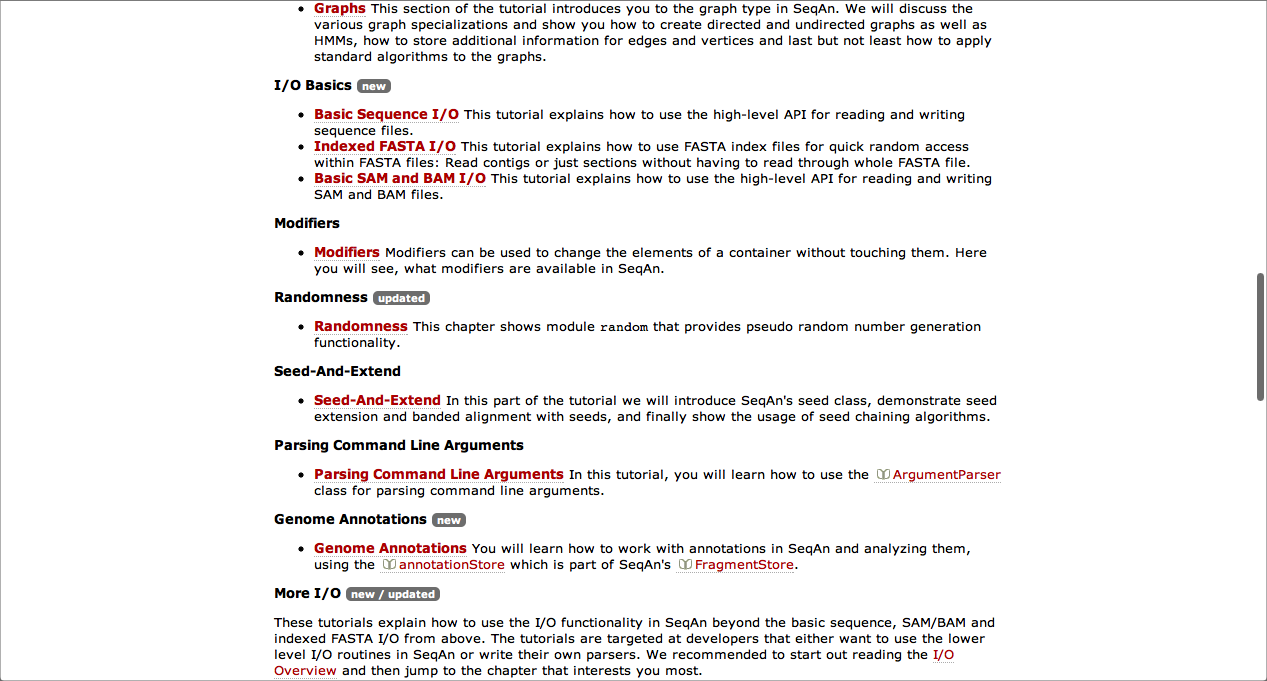 Graphs This section of the tutorial introduces you to the graph type in SeqAn. We will discuss the
various graph specializations and show you how to create directed and undirected graphs as well as
HMMs, how to store additional information for edges and vertices and last but not least how to apply
standard algorithms to the graphs.
I/O Basics new
Basic Sequence I/O This tutorial explains how to use the high-level API for reading and writing
sequence files.
Indexed FASTA I/O This tutorial explains how to use FASTA index files for quick random access
within FASTA files: Read contigs or just sections without having to read through whole FASTA file.
Basic SAM and BAM I/O This tutorial explains how to use the high-level API for reading and writing
SAM and BAM files.
Modifiers
Modifiers Modifiers can be used to change the elements of a container without touching them. Here
you will see, what modifiers are available in SeqAn.
Randomness updated
Randomness This chapter shows module random that provides pseudo random number generation
functionality.
Seed-And-Extend
Seed-And-Extend In this part of the tutorial we will introduce SeqAn's seed class, demonstrate seed
extension and banded alignment with seeds, and finally show the usage of seed chaining algorithms.
Parsing Command Line Arguments
Parsing Command Line Arguments In this tutorial, you will learn how to use the ArgumentParser
class for parsing command line arguments.
Genome Annotations new
Genome Annotations You will learn how to work with annotations in SeqAn and analyzing them,
using the annotationStore which is part of SeqAn's FragmentStore.
More I/O new / updated
These tutorials explain how to use the I/O functionality in SeqAn beyond the basic sequence, SAM/BAM and
indexed FASTA I/O from above. The tutorials are targeted at developers that either want to use the lower
level I/O routines in SeqAn or write their own parsers. We recommended to start out reading the I/O
Overview and then jump to the chapter that interests you most.